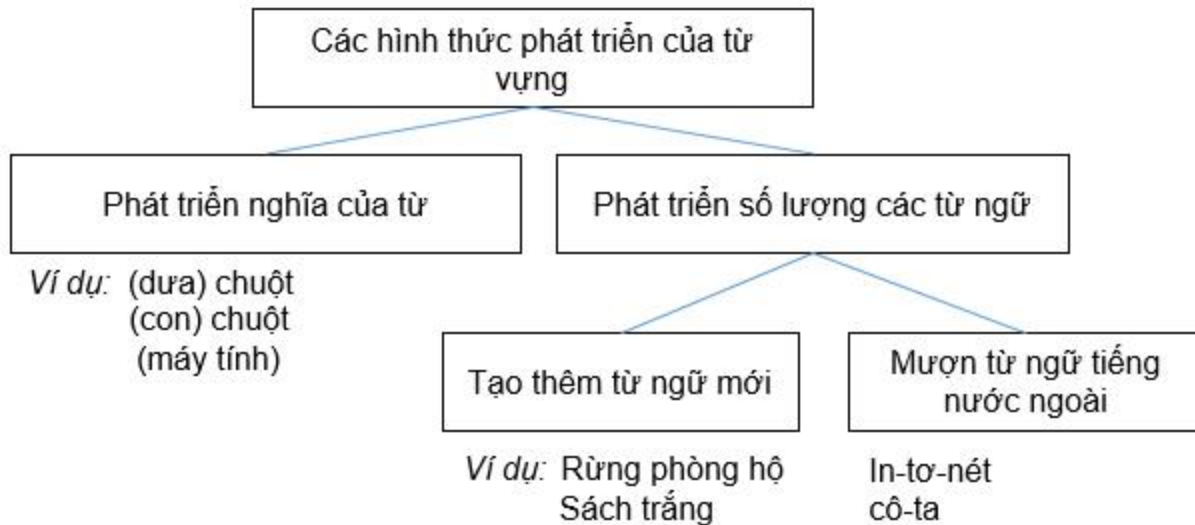 Các hình thức phát triển của từ
vựng
Phát triển nghĩa của từ
Phát triển số lượng các từ ngữ
Ví dụ: (dưa) chuột
(con) chuột
(máy tính)
Tạo thêm từ ngữ mới
Mượn từ ngữ tiếng
nước ngoài
Ví dụ: Rừng phòng hộ
Sách trắng
In-tơ-nét
cô-ta